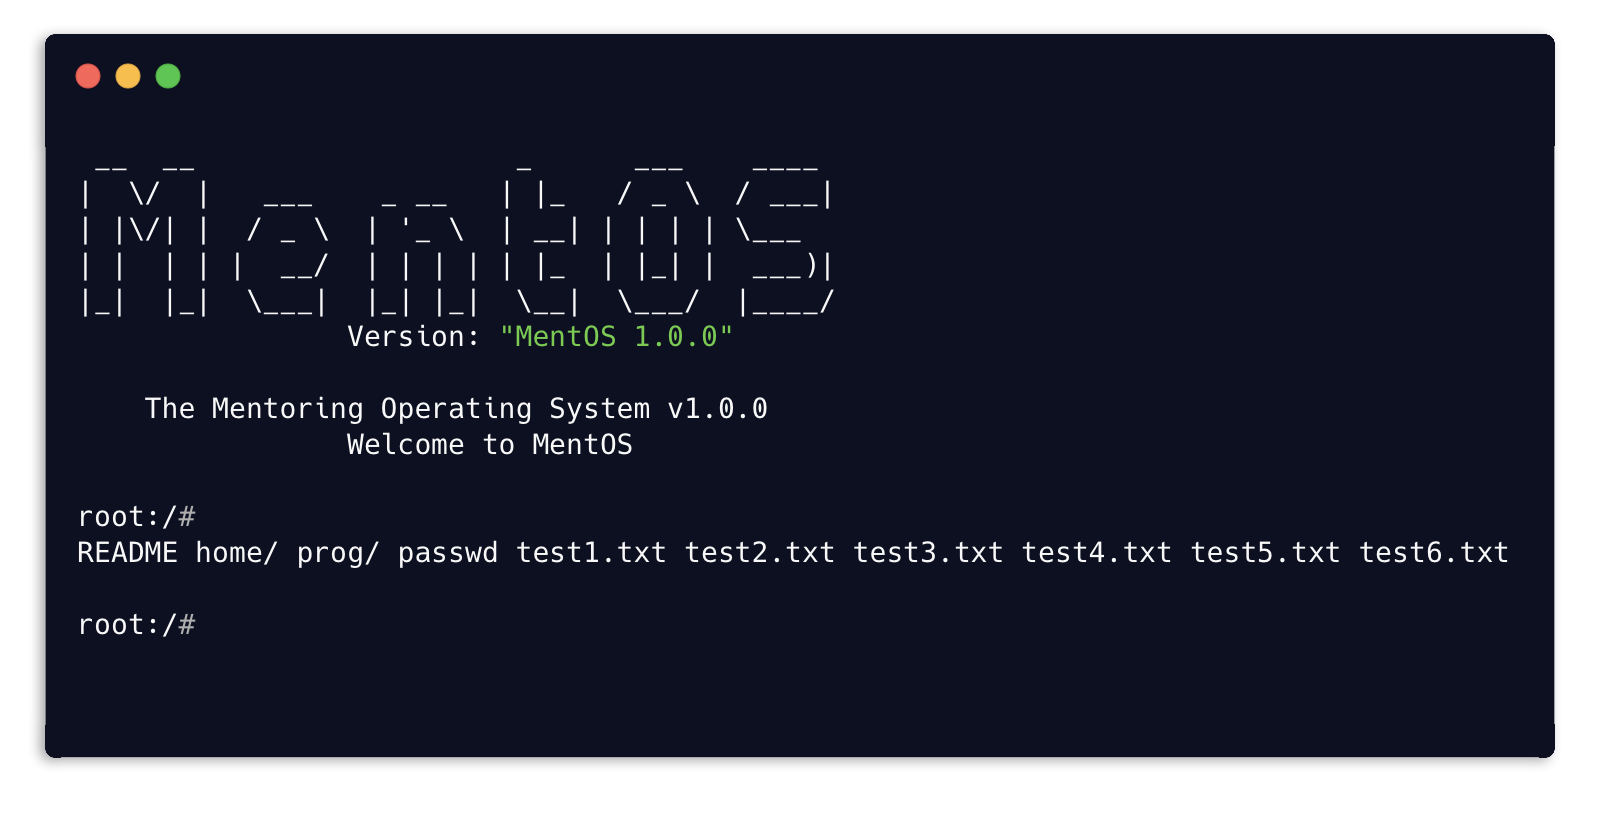 __  __                    _       ___     ____
|   \/   |    ___     _ __    | |_    /  _ \   / ___|
| |\/| |   / _ \   | '_ \   | __|  | | | |  \___
| |   | |  |  __/   | | | |  | |_   | |_| |   ___)|
|_|   |_|   \___|   |_| |_|   \__|   \___/   |____/
                Version: "MentOS 1.0.0"
    The Mentoring Operating System v1.0.0
                Welcome to MentOS
root:/#
README home/ prog/ passwd test1.txt test2.txt test3.txt test4.txt test5.txt test6.txt
root:/#